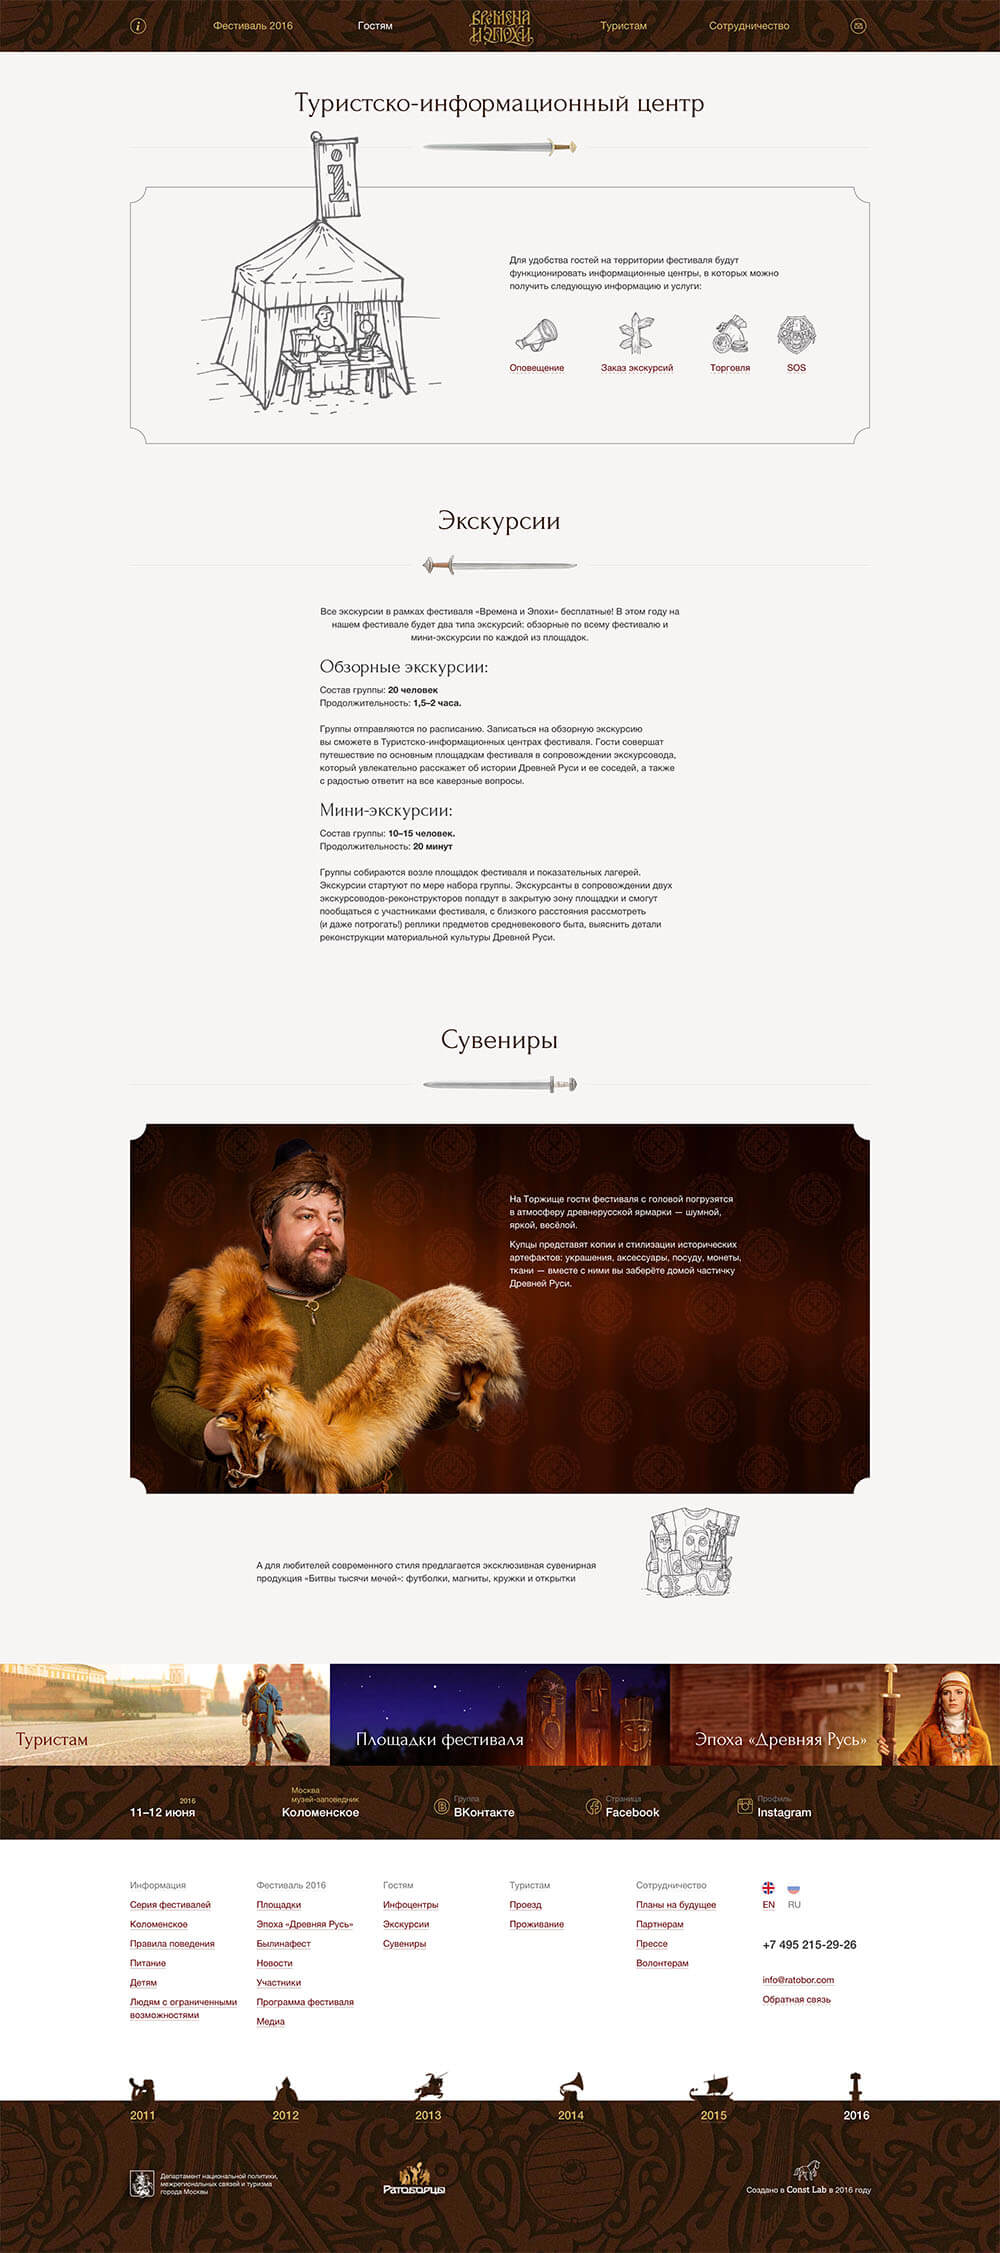 Фестиваль 2016
Гостям
ВРЕМЕНА
И ЭПОХИ
Туристам
Сотрудничество
Туристско-информационный центр
i
Для удобства гостей на территории фестиваля будут
функционировать информационные центры, в которых можно
получить следующую информацию и услуги:
Оповещение
Заказ экскурсий
Торговля
SOS
Экскурсии
Все экскурсии в рамках фестиваля «Времена и Эпохи» бесплатные! В этом году на
нашем фестивале будет два типа экскурсий: обзорные по всему фестивалю и
мини-экскурсии по каждой из площадок.
Обзорные экскурсии:
Состав группы: 20 человек
Продолжительность: 1,5–2 часа.
Группы отправляются по расписанию. Записаться на обзорную экскурсию
вы сможете в Туристско-информационных центрах фестиваля. Гости совершат
путешествие по основным площадкам фестиваля в сопровождении экскурсовода,
который увлекательно расскажет об истории Древней Руси и ее соседей, а также
с радостью ответит на все каверзные вопросы.
Мини-экскурсии:
Состав группы: 10–15 человек.
Продолжительность: 20 минут
Группы собираются возле площадок фестиваля и показательных лагерей.
Экскурсии стартуют по мере набора группы. Экскурсанты в сопровождении двух
экскурсоводов-реконструкторов попадут в закрытую зону площадки и смогут
пообщаться с участниками фестиваля, с близкого расстояния рассмотреть
(и даже потрогать!) реплики предметов средневекового быта, выяснить детали
реконструкции материальной культуры Древней Руси.
Сувениры
На Торжище гости фестиваля с головой погрузятся
в атмосферу древнерусской ярмарки — шумной,
яркой, весёлой.
Купцы представят копии и стилизации исторических
артефактов: украшения, аксессуары, посуду, монеты,
ткани — вместе с ними вы заберёте домой частичку
Древней Руси.
А для любителей современного стиля предлагается эксклюзивная сувенирная
продукция «Битвы тысячи мечей»: футболки, магниты, кружки и открытки
Туристам
Площадки фестиваля
Эпоха «Древняя Русь»
2016
11–12 июня
Москва
музей-заповедник
Коломенское
Группа
ВКонтакте
Страница
Facebook
Профиль
Instagram
Информация
Серия фестивалей
Коломенское
Правила поведения
Питание
Детям
Людям с ограниченными
возможностями
Фестиваль 2016
Площадки
Эпоха «Древняя Русь»
Былинафест
Новости
Участники
Программа фестиваля
Медиа
Гостям
Инфоцентры
Экскурсии
Сувениры
Туристам
Проезд
Проживание
Сотрудничество
Планы на будущее
Партнерам
Прессе
Волонтерам
EN RU
+7 495 215-29-26
info@ratobor.com
Обратная связь
2011
2012
2013
2014
2015
2016
Департамент национальной политики,
межрегиональных связей и туризма
города Москвы
Ратоборцы
Создано в Const Lab в 2016 году